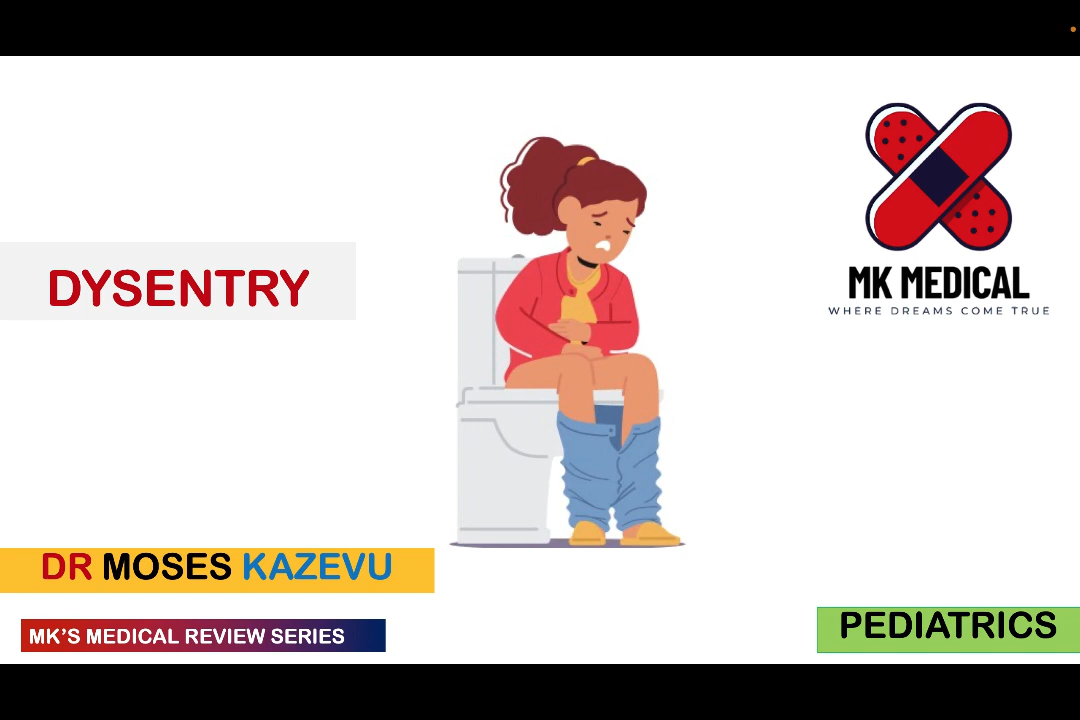 MK MEDICAL
WHERE DREAMS COME TRUE
DYSENTRY
DR MOSES KAZEVU
MK'S MEDICAL REVIEW SERIES
PEDIATRICS